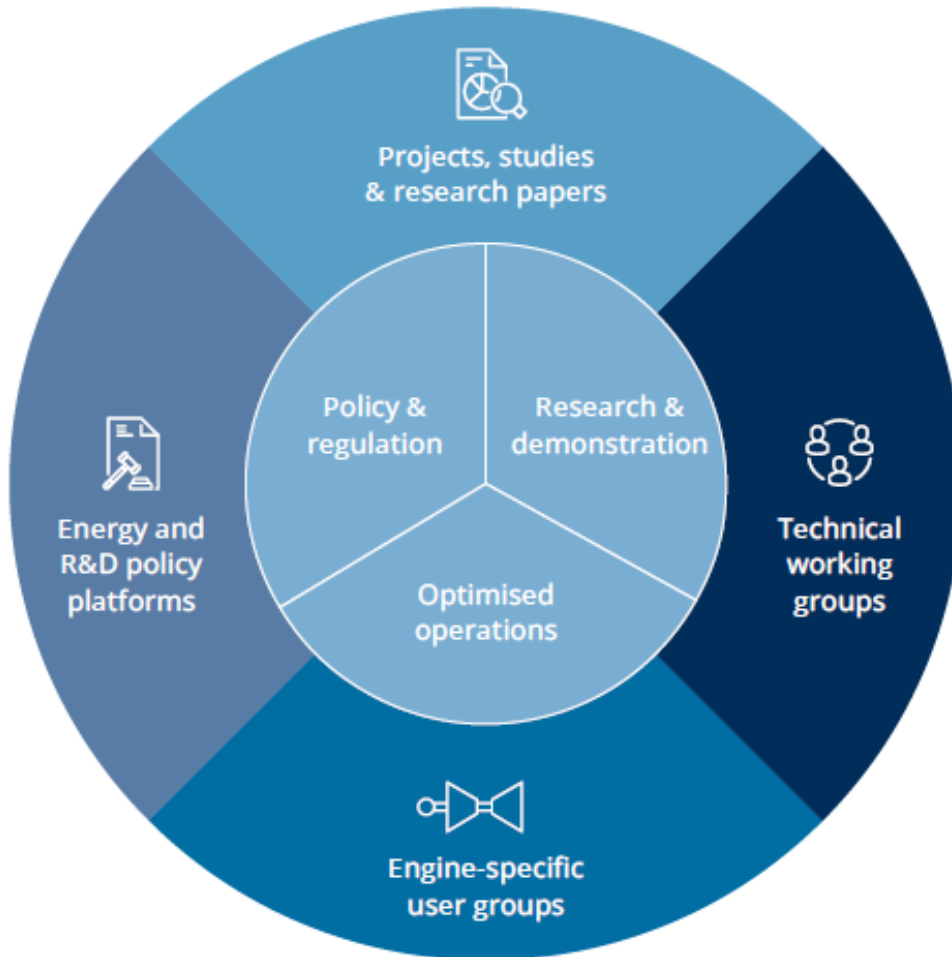 Projects, studies
& research papers
Policy &
regulation
Research &
demonstration
Energy and
R&D policy
platforms
Technical
working
groups
Optimised
operations
Engine-specific
user groups